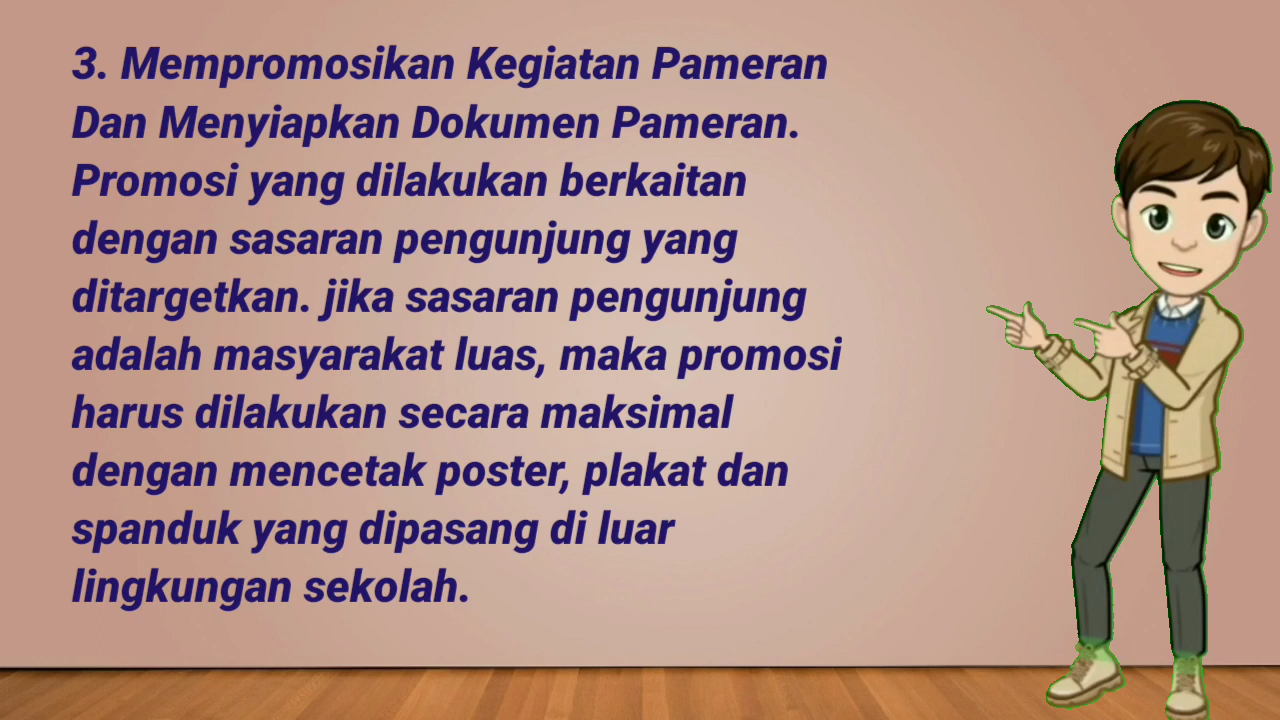 3. Mempromosikan Kegiatan Pameran
Dan Menyiapkan Dokumen Pameran.
Promosi yang dilakukan berkaitan
dengan sasaran pengunjung yang
ditargetkan. jika sasaran pengunjung
adalah masyarakat luas, maka promosi
harus dilakukan secara maksimal
dengan mencetak poster, plakat dan
spanduk yang dipasang di luar
lingkungan sekolah.